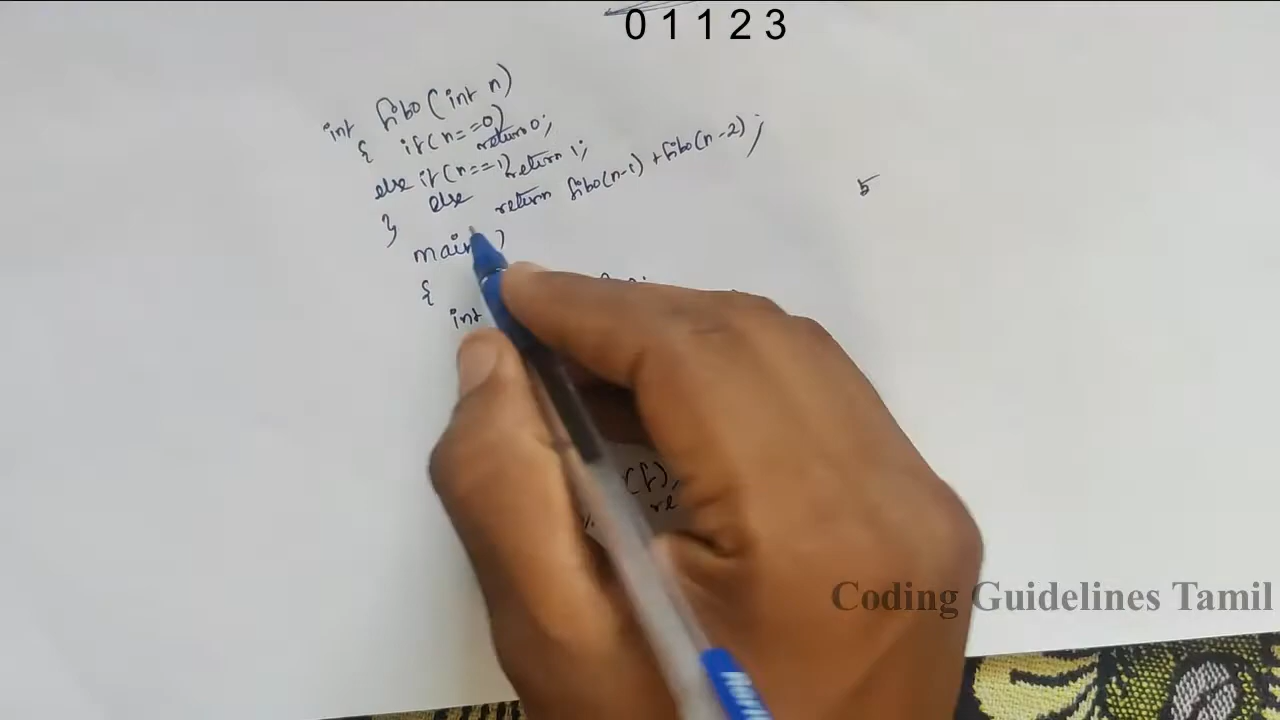 0 1 1 2 3
int fibo(int n)
{ if(n==0)
return 0;
else if(n==1) return 1;
else return fibo(n-1) +fibo(n-2);
}
5
main )
{
int
(f),
re
Coding Guidelines Tamil